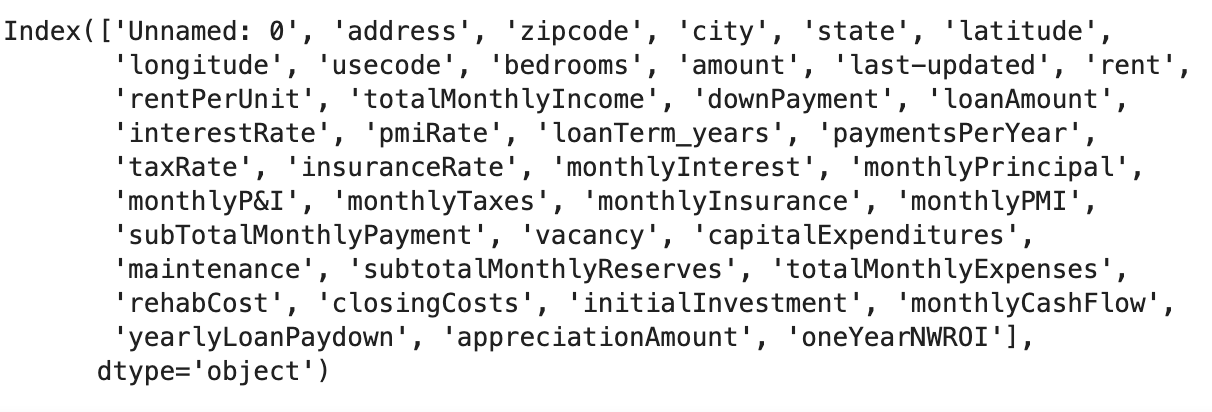 Index(['Unnamed: 0', 'address', 'zipcode', 'city', 'state', 'latitude',
'longitude', 'usecode', 'bedrooms', 'amount', 'last-updated', 'rent',
'rentPerUnit', 'totalMonthlyIncome', 'downPayment', 'loanAmount',
'interestRate', 'pmiRate', 'loanTerm_years', 'paymentsPerYear',
'taxRate', 'insuranceRate', 'monthlyInterest', 'monthlyPrincipal',
'monthlyP&I', 'monthlyTaxes', 'monthlyInsurance', 'monthlyPMI',
'subTotalMonthlyPayment', 'vacancy', 'capitalExpenditures',
'maintenance', 'subtotalMonthlyReserves', 'totalMonthlyExpenses',
'rehabCost', 'closingCosts', 'initialInvestment', 'monthlyCashFlow',
'yearlyLoanPaydown', 'appreciationAmount', 'oneYearNWROI'],
dtype='object')